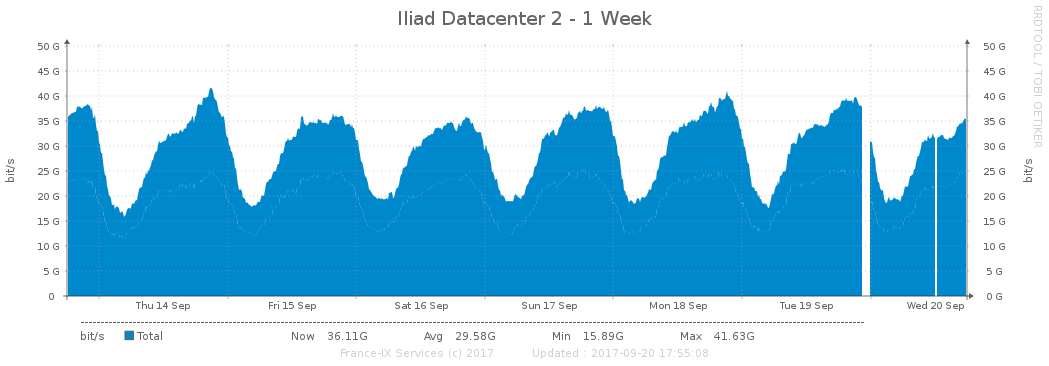 Iliad Datacenter 2 - 1 Week
RRDTOOL / TOBI OETIKER
50 G 50 G
45 G 45 G
40 G 40 G
35 G 35 G
30 G 30 G
25 G 25 G
20 G 20 G
15 G 15 G
10 G 10 G
5 G 5 G
0 0 G
bit/s
bit/s
Thu 14 Sep Fri 15 Sep Sat 16 Sep Sun 17 Sep Mon 18 Sep Tue 19 Sep Wed 20 Sep
bit/s Total Now 36.11G Avg 29.58G Min 15.89G Max 41.63G
France-IX Services (c) 2017 Updated : 2017-09-20 17:55:08